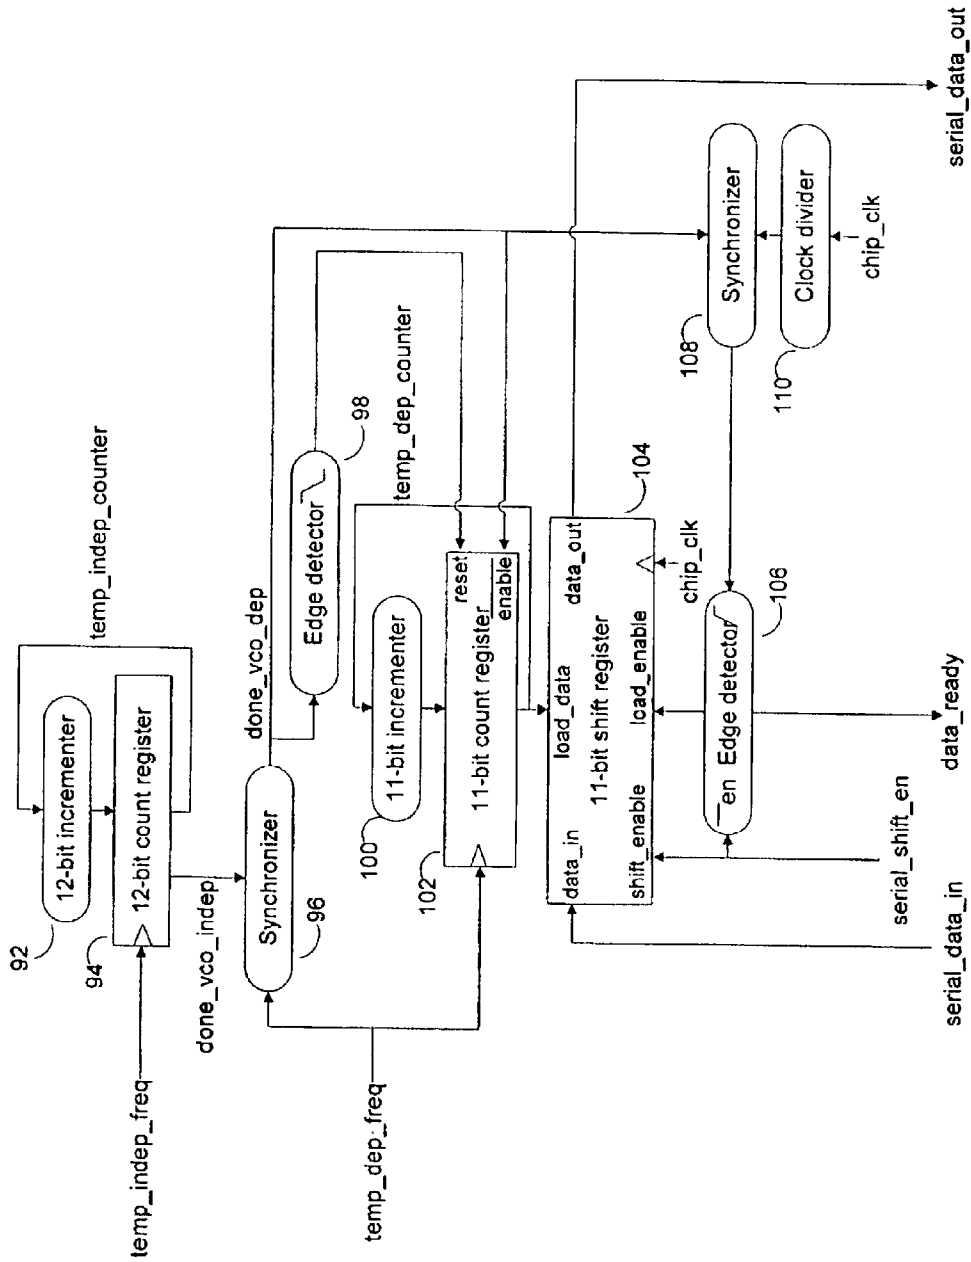 temp_indep_counter
12-bit incrementer
92
12-bit count register
94
temp_indep_freq
done_vco_indep
done_vco_dep
Synchronizer
96
Edge detector
98
temp_dep_freq
temp_dep_counter
11-bit incrementer
100
reset
11-bit count register
enable
102
load_data
data_in
data_out
11-bit shift register
shift_enable
load_enable
104
chip_clk
en Edge detector
106
Synchronizer
108
Clock divider
110
chip_clk
serial_shift_en
serial_data_in
data_ready
serial_data_out